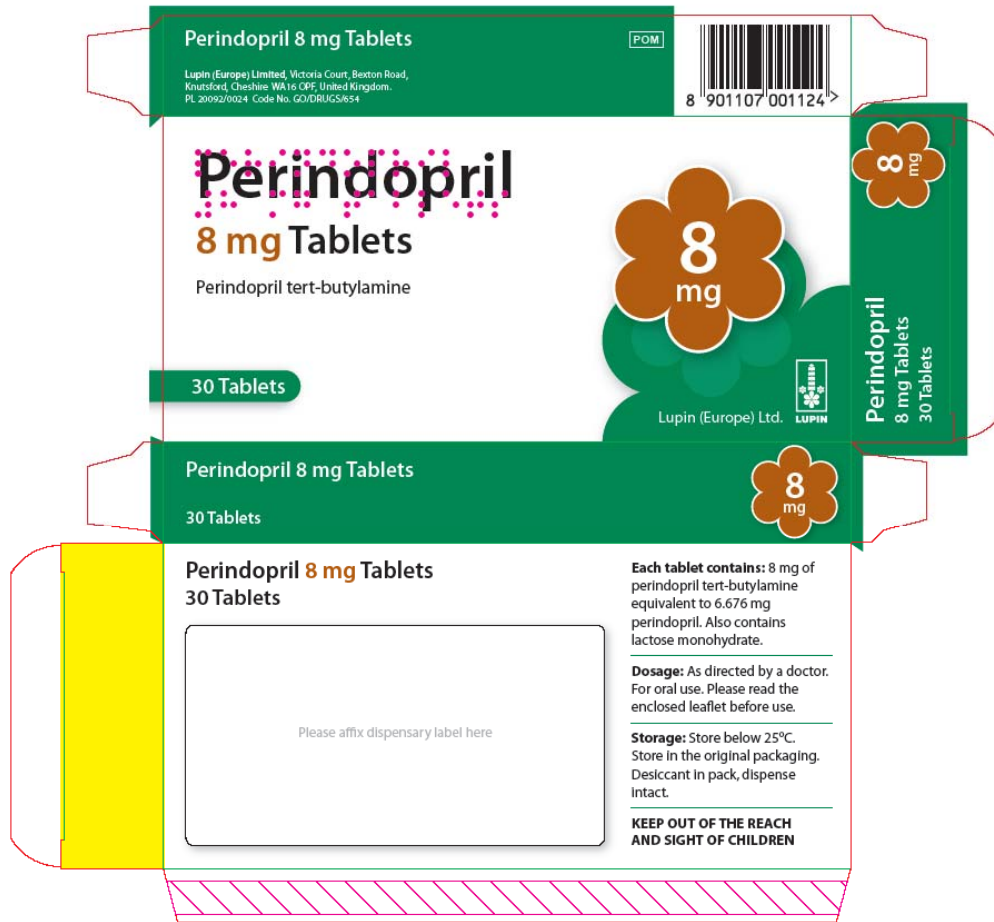 Perindopril 8 mg Tablets
POM
Lupin (Europe) Limited, Victoria Court, Bexton Road,
Knutsford, Cheshire WA16 OPF, United Kingdom.
PL 20092/0024 Code No. GO/DRUGS/654
8 901107 001124 >
Perindopril
8 mg Tablets
Perindopril tert-butylamine
30 Tablets
8
mg
Lupin (Europe) Ltd.
LUPIN
8
mg
Perindopril
8 mg Tablets
30 Tablets
Perindopril 8 mg Tablets
30 Tablets
8
mg
Perindopril 8 mg Tablets
30 Tablets
Please affix dispensary label here
Each tablet contains: 8 mg of
perindopril tert-butylamine
equivalent to 6.676 mg
perindopril. Also contains
lactose monohydrate.
Dosage: As directed by a doctor.
For oral use. Please read the
enclosed leaflet before use.
Storage: Store below 25ºC.
Store in the original packaging.
Desiccant in pack, dispense
intact.
KEEP OUT OF THE REACH
AND SIGHT OF CHILDREN